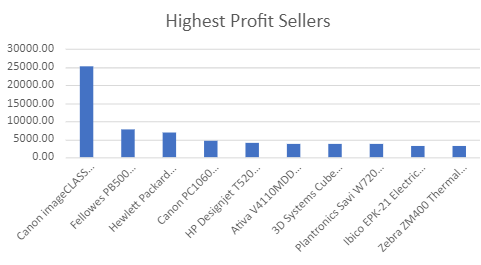 Highest Profit Sellers
30000.00
25000.00
20000.00
15000.00
10000.00
5000.00
0.00
Canon imageCLASS...
Fellowes PB500...
Hewlett Packard...
Canon PC1060...
HP Designjet T520...
Ativa V4110MDD...
3D Systems Cube...
Plantronics Savi W720...
Ibico EPK-21 Electric...
Zebra ZM400 Thermal...